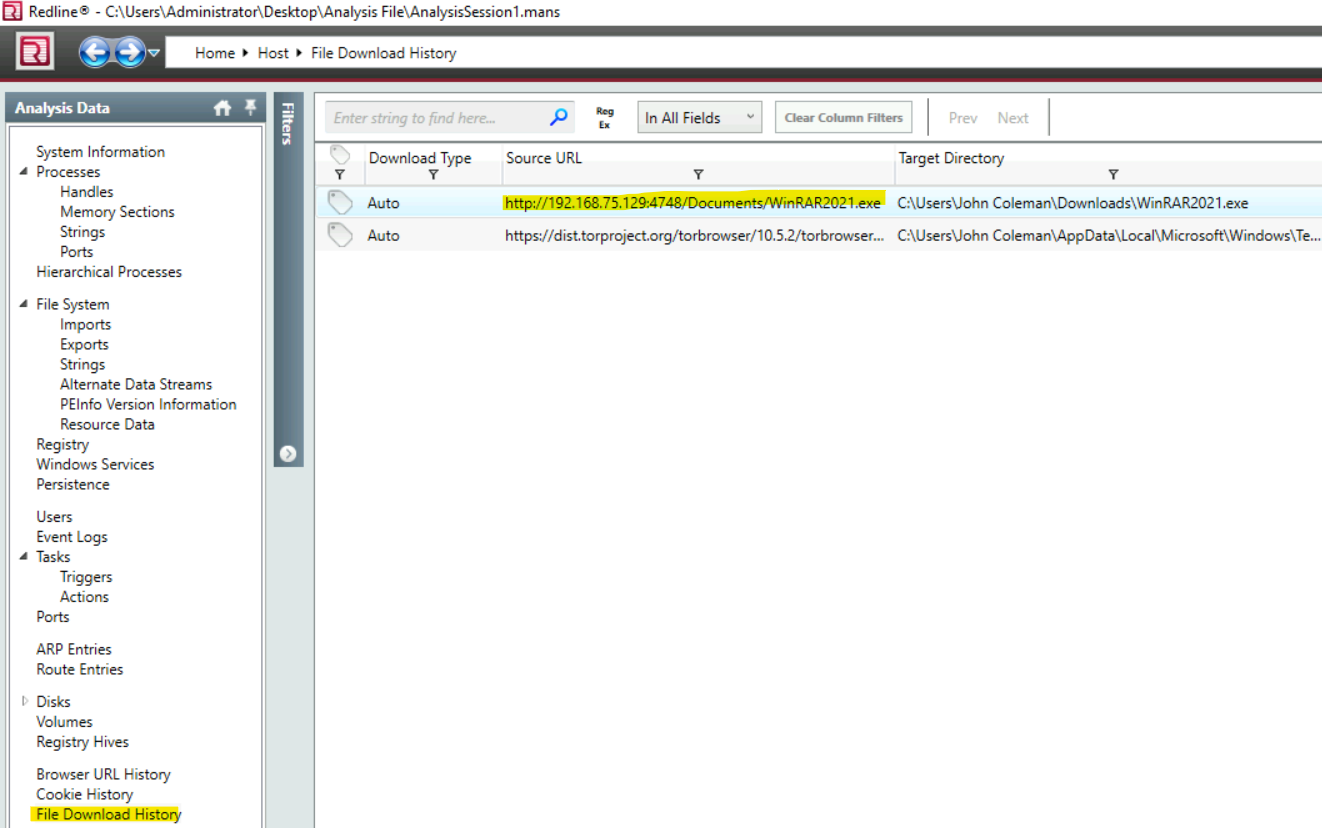 Redline® - C:\Users\Administrator\Desktop\Analysis File\AnalysisSession1.mans
Home Host File Download History
Analysis Data
System Information
Processes
Handles
Memory Sections
Strings
Ports
Hierarchical Processes
File System
Imports
Exports
Strings
Alternate Data Streams
PEInfo Version Information
Resource Data
Registry
Windows Services
Persistence
Users
Event Logs
Tasks
Triggers
Actions
Ports
ARP Entries
Route Entries
Disks
Volumes
Registry Hives
Browser URL History
Cookie History
File Download History
Filters
Enter string to find here... Reg Ex In All Fields Clear Column Filters Prev Next
Download Type Source URL Target Directory
Auto http://192.168.75.129:4748/Documents/WinRAR2021.exe C:\Users\John Coleman\Downloads\WinRAR2021.exe
Auto https://dist.torproject.org/torbrowser/10.5.2/torbrowser... C:\Users\John Coleman\AppData\Local\Microsoft\Windows\Te...